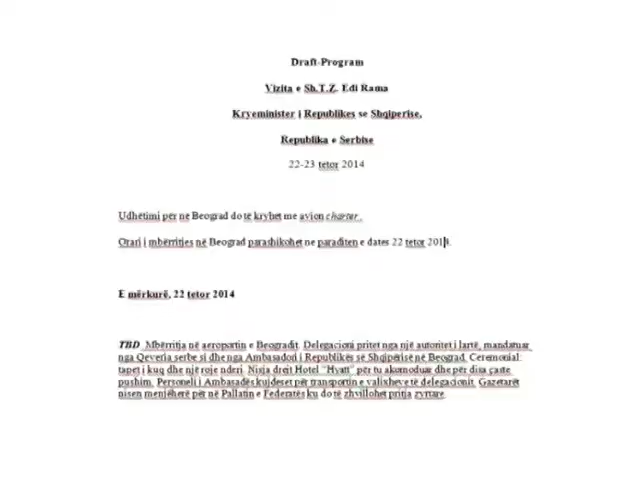 Draft-Program
Vizita e Sh.T.Z. Edi Rama
Kryeminister i Republikes se Shqiperise,
Republika e Serbise
22-23 tetor 2014
Udhëtimi për në Beograd do të kryhet me avion charter.
Orari i mbërritjes në Beograd parashikohet ne paraditen e dates 22 tetor 2014.
E mërkurë, 22 tetor 2014
TBD Mbërritja në aeroportin e Beogradit. Delegacioni pritet nga një autoritet i lartë, mandatuar
nga Qeveria serbe si dhe nga Ambasadori i Republikës së Shqipërisë në Beograd. Ceremonial:
tapet i kuq dhe një roje nderi. Nisja drejt Hotel "Hyatt" për tu akomoduar dhe për disa çaste
pushim. Personeli i Ambasadës kujdeset për transportin e valixheve të delegacionit. Gazetarët
nisen menjëherë për në Pallatin e Federatës ku do të zhvillohet pritja zyrtare.